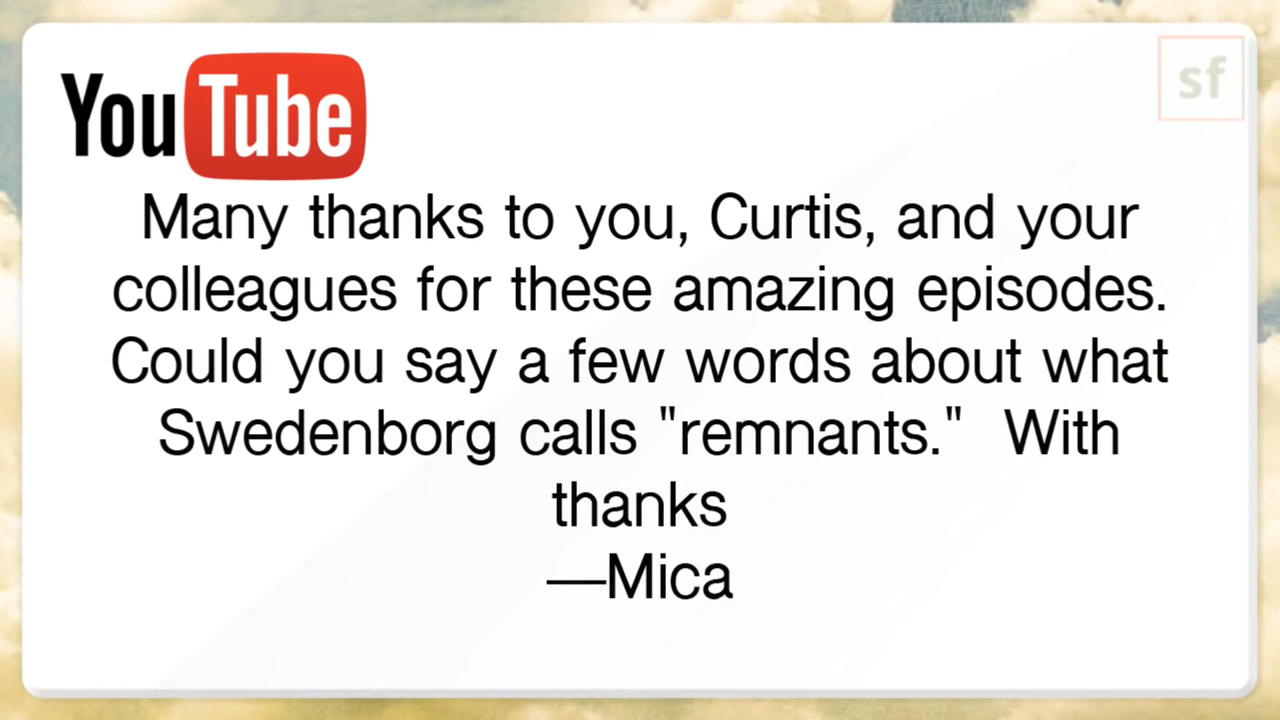 YouTube
sf
Many thanks to you, Curtis, and your
colleagues for these amazing episodes.
Could you say a few words about what
Swedenborg calls "remnants."  With
thanks
—Mica